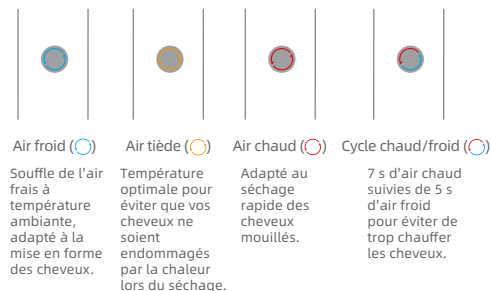 Air froid ( )
Souffle de l'air
frais à
température
ambiante,
adapté à la
mise en forme
des cheveux.
Air tiède ( )
Température
optimale pour
éviter que vos
cheveux ne
soient
endommagés
par la chaleur
lors du séchage.
Air chaud ( )
Adapté au
séchage
rapide des
cheveux
mouillés.
Cycle chaud/froid ( )
7 s d'air chaud
suivies de 5 s
d'air froid
pour éviter de
trop chauffer
les cheveux.